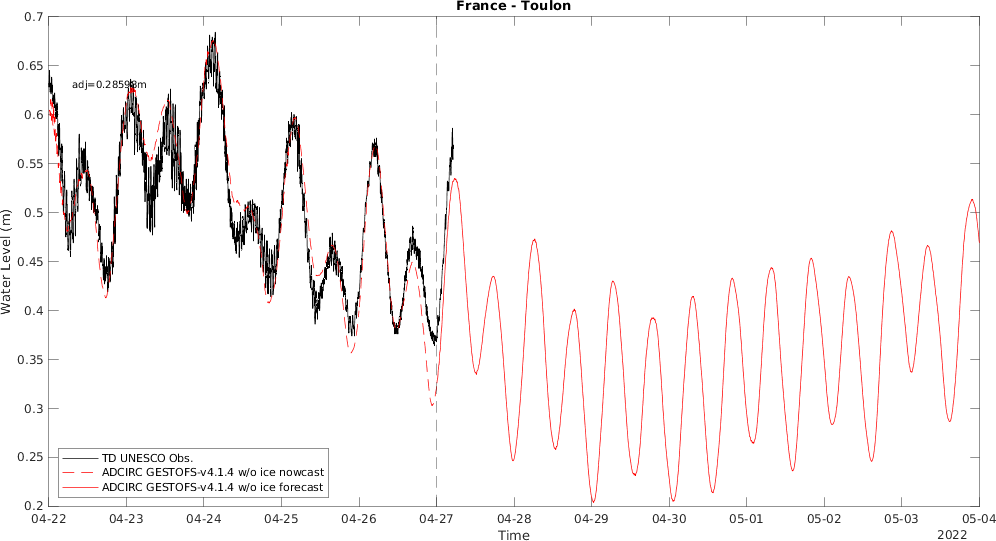 France - Toulon
0.7
0.65
adj=0.28598m
0.6
0.55
0.5
0.45
0.4
0.35
0.3
0.25
0.2
Water Level (m)
TD UNESCO Obs.
ADCIRC GESTOFS-v4.1.4 w/o ice nowcast
ADCIRC GESTOFS-v4.1.4 w/o ice forecast
04-22 04-23 04-24 04-25 04-26 04-27 04-28 04-29 04-30 05-01 05-02 05-03 05-04
Time
2022